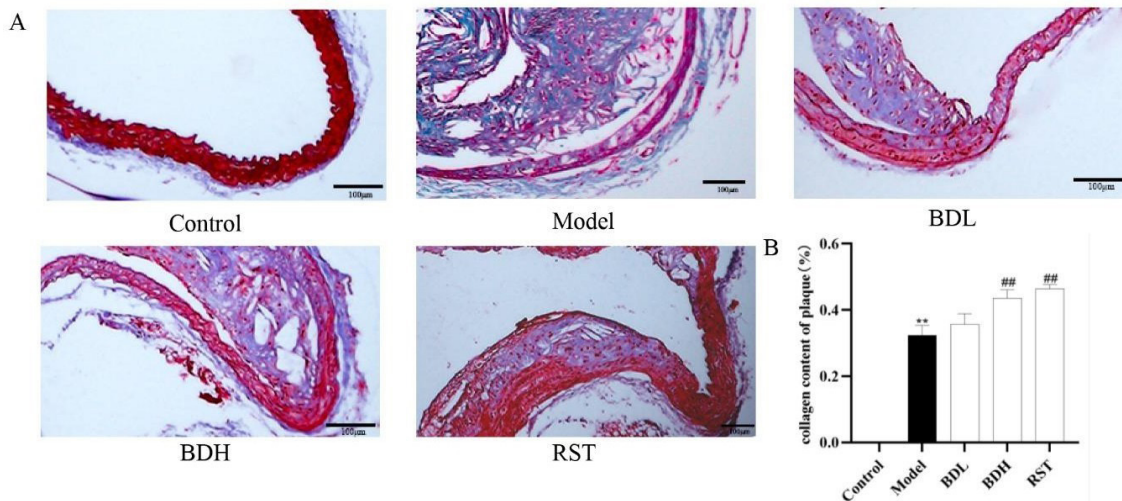 A
100μm
100μm
100μm
Control
Model
BDL
100μm
100μm
BDH
RST
B
collagen content of plaque(%)
0.6
0.4
0.2
0.0
**
##
##
Control
Model
BDL
BDH
RST